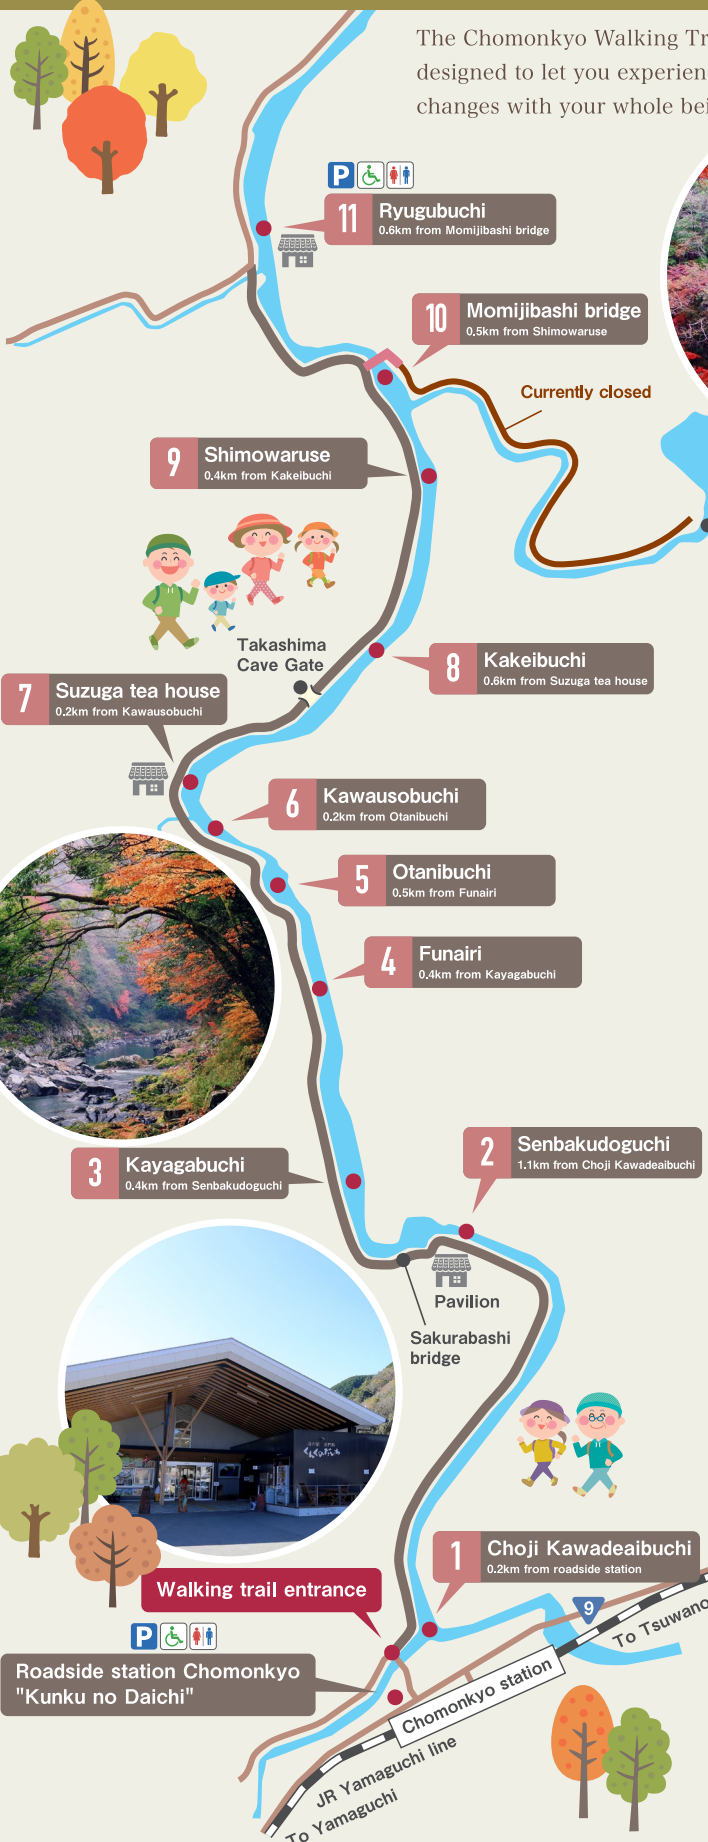 The Chomonkyo Walking Tr
designed to let you experien
changes with your whole bei
P
11
Ryugubuchi
0.6km from Momijibashi bridge
10
Momijibashi bridge
0.5km from Shimowaruse
Currently closed
9
Shimowaruse
0.4km from Kakeibuchi
Takashima
Cave Gate
8
Kakeibuchi
0.6km from Suzuga tea house
7
Suzuga tea house
0.2km from Kawausobuchi
6
Kawausobuchi
0.2km from Otanibuchi
5
Otanibuchi
0.5km from Funairi
4
Funairi
0.4km from Kayagabuchi
2
Senbakudoguchi
1.1km from Choji Kawadeaibuchi
3
Kayagabuchi
0.4km from Senbakudoguchi
Pavilion
Sakurabashi
bridge
1
Choji Kawadeaibuchi
0.2km from roadside station
Walking trail entrance
P
9
To Tsuwano
Roadside station Chomonkyo
"Kunku no Daichi"
Chomonkyo station
JR Yamaguchi line
To Yamaguchi